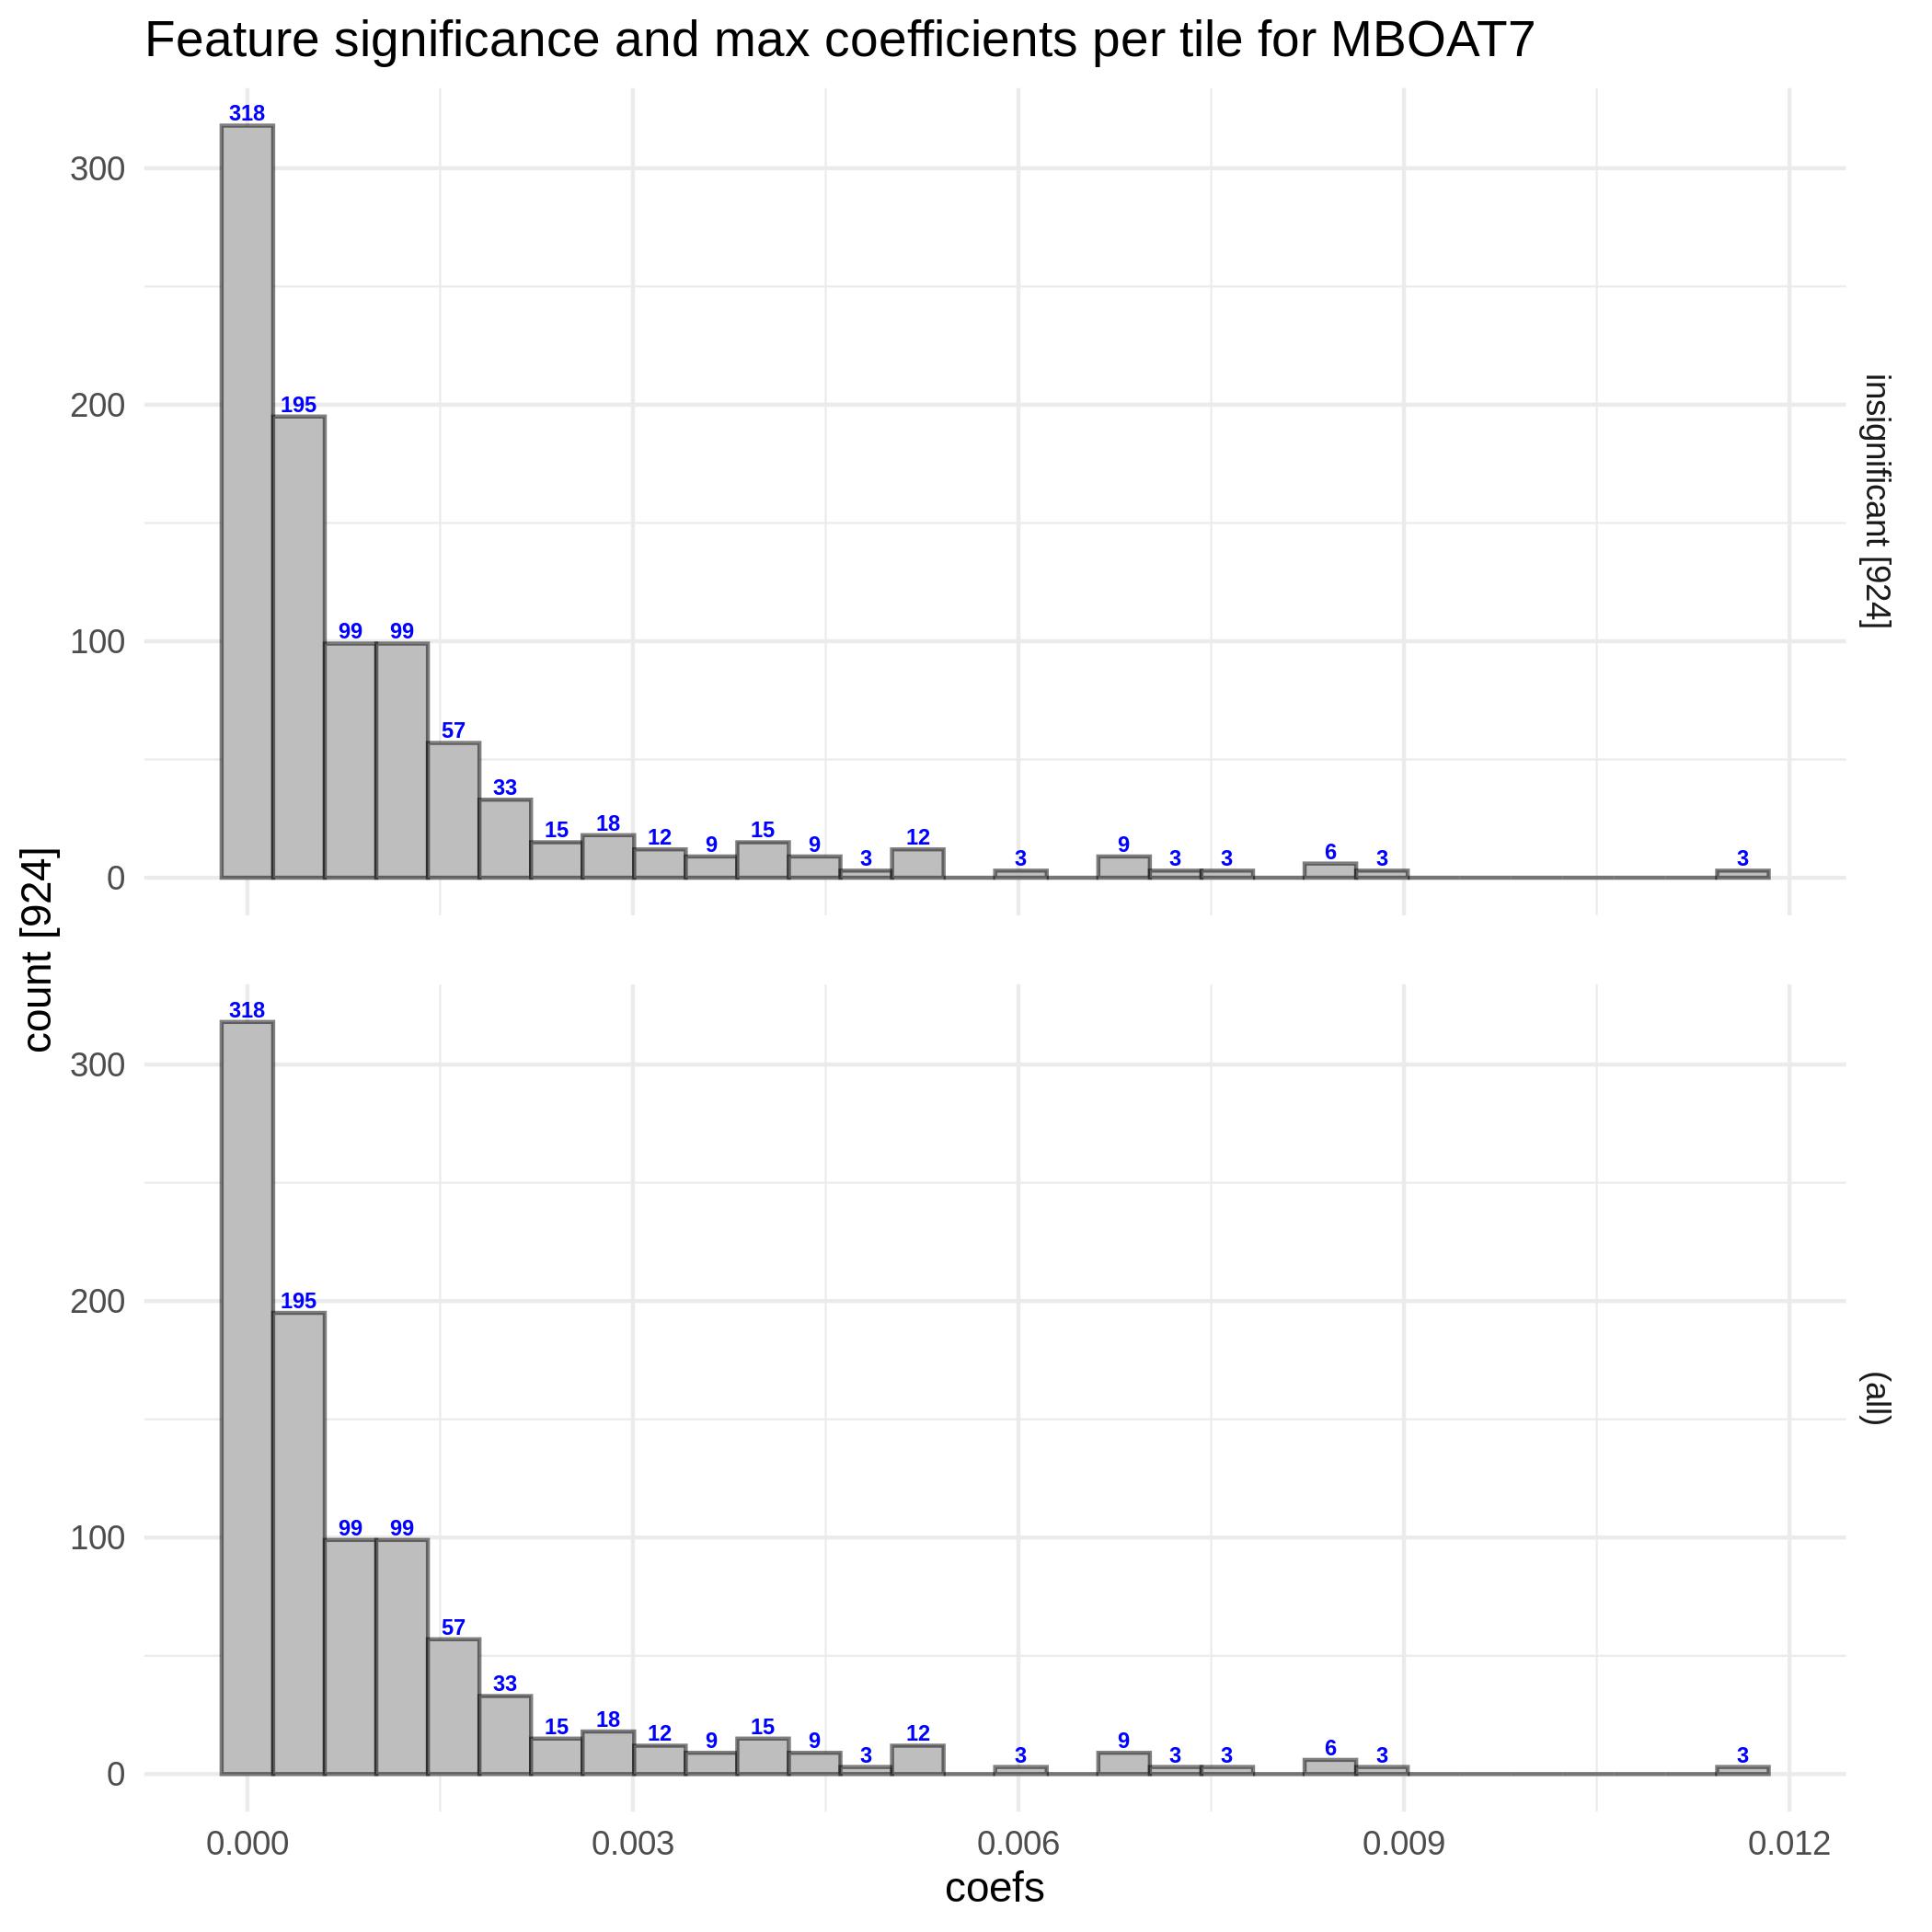 Feature significance and max coefficients per tile for MBOAT7
318
300
195
200
99 99
100
57
33
15 18 12 9 15 9 3 12 3 9 3 3 6 3 3
0
insignificant [924]
count [924]
318
300
195
200
99 99
100
57
33
15 18 12 9 15 9 3 12 3 9 3 3 6 3 3
0
(all)
0.000 0.003 0.006 0.009 0.012
coefs